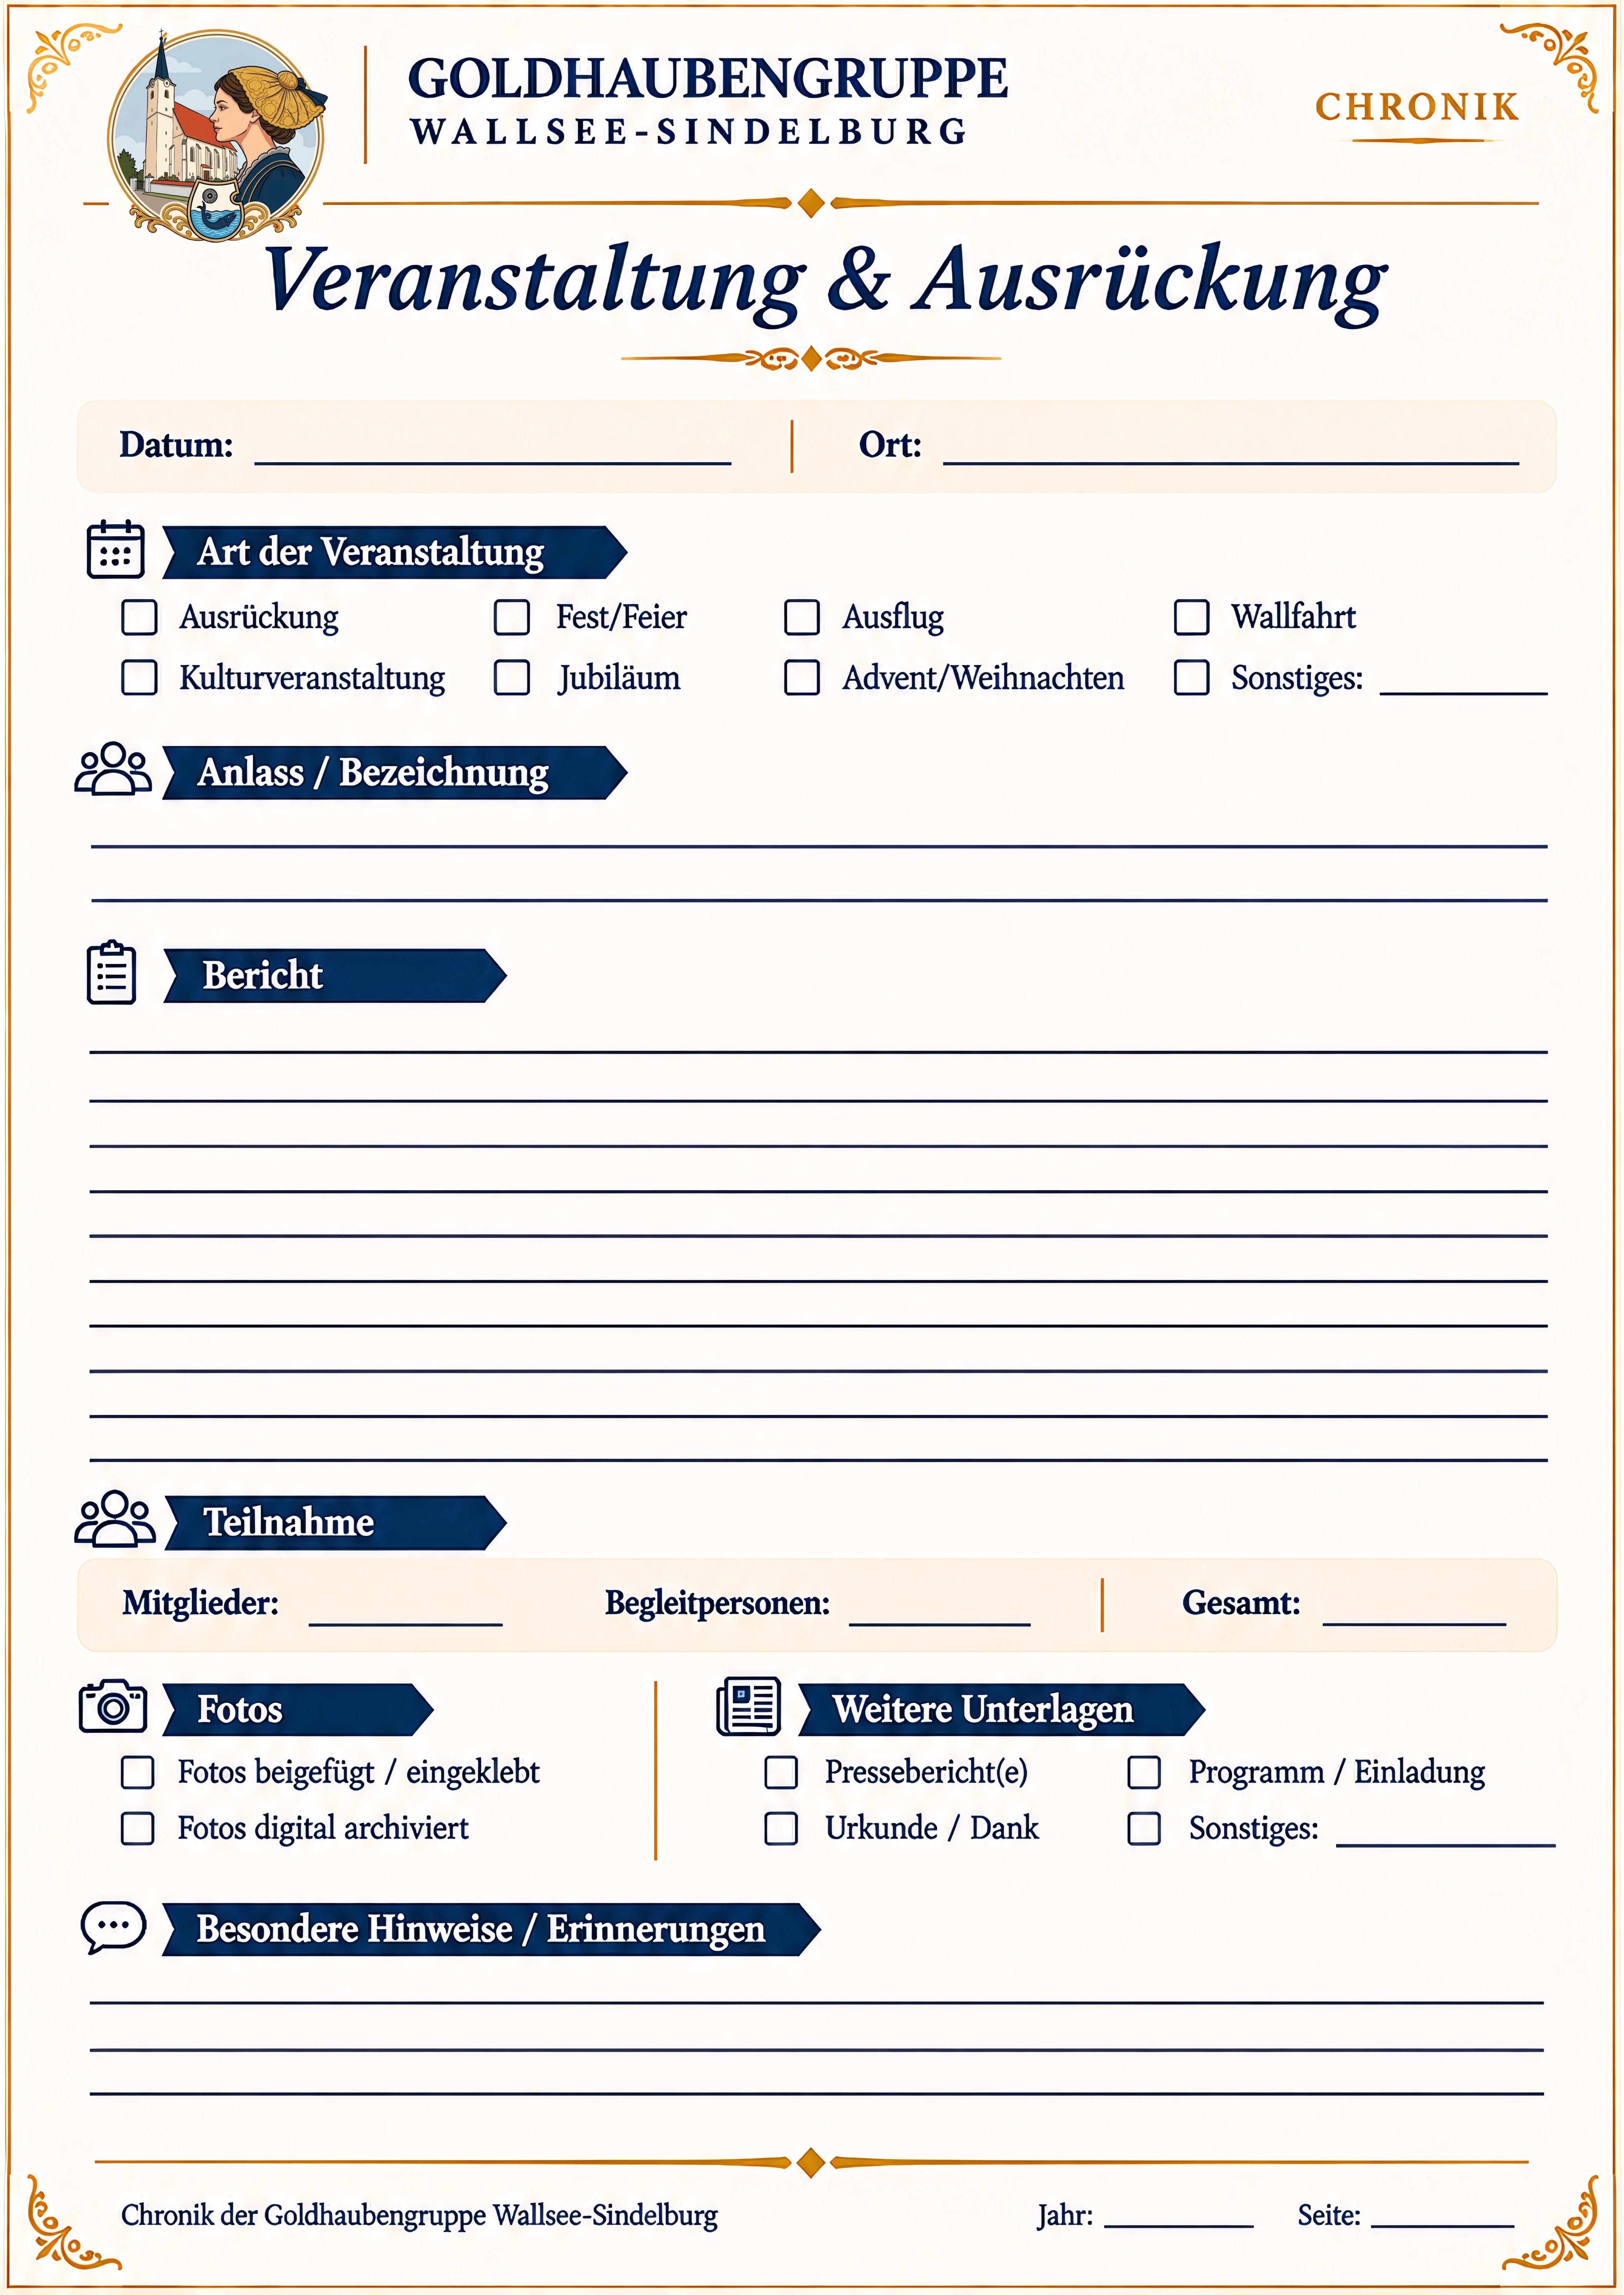 GOLDHAUBENGRUPPE
WALLSEE-SINDELBURG
CHRONIK
Veranstaltung & Ausrückung
Datum: Ort:
Art der Veranstaltung
Ausrückung Fest/Feier Ausflug Wallfahrt
Kulturveranstaltung Jubiläum Advent/Weihnachten Sonstiges:
Anlass / Bezeichnung
Bericht
Teilnahme
Mitglieder: Begleitpersonen: Gesamt:
Fotos
Fotos beigefügt / eingeklebt
Fotos digital archiviert
Weitere Unterlagen
Pressebericht(e) Programm / Einladung
Urkunde / Dank Sonstiges:
Besondere Hinweise / Erinnerungen
Chronik der Goldhaubengruppe Wallsee-Sindelburg Jahr: Seite: